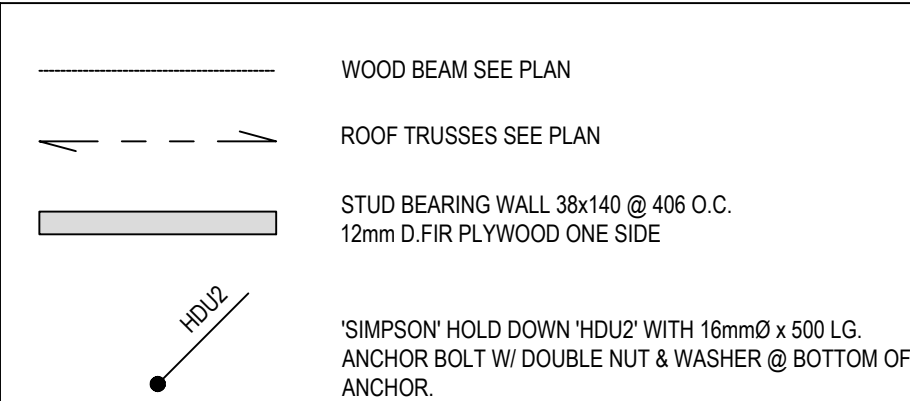 WOOD BEAM SEE PLAN
ROOF TRUSSES SEE PLAN
STUD BEARING WALL 38x140 @ 406 O.C.
12mm D.FIR PLYWOOD ONE SIDE
HDU2
'SIMPSON' HOLD DOWN 'HDU2' WITH 16mmØ x 500 LG.
ANCHOR BOLT W/ DOUBLE NUT & WASHER @ BOTTOM OF
ANCHOR.